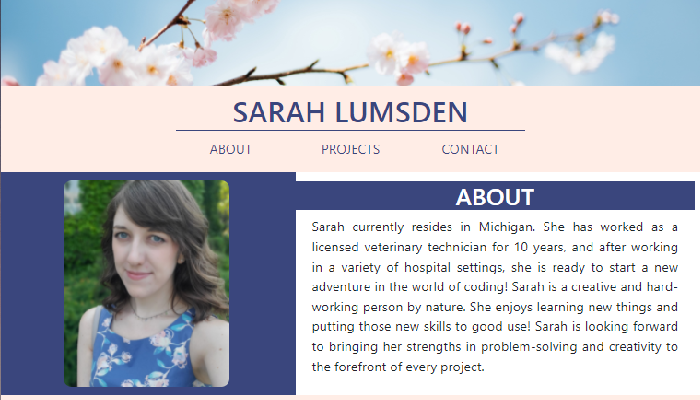 SARAH LUMSDEN
ABOUT
PROJECTS
CONTACT
ABOUT
Sarah currently resides in Michigan. She has worked as a
licensed veterinary technician for 10 years, and after working
in a variety of hospital settings, she is ready to start a new
adventure in the world of coding! Sarah is a creative and hard-
working person by nature. She enjoys learning new things and
putting those new skills to good use! Sarah is looking forward
to bringing her strengths in problem-solving and creativity to
the forefront of every project.